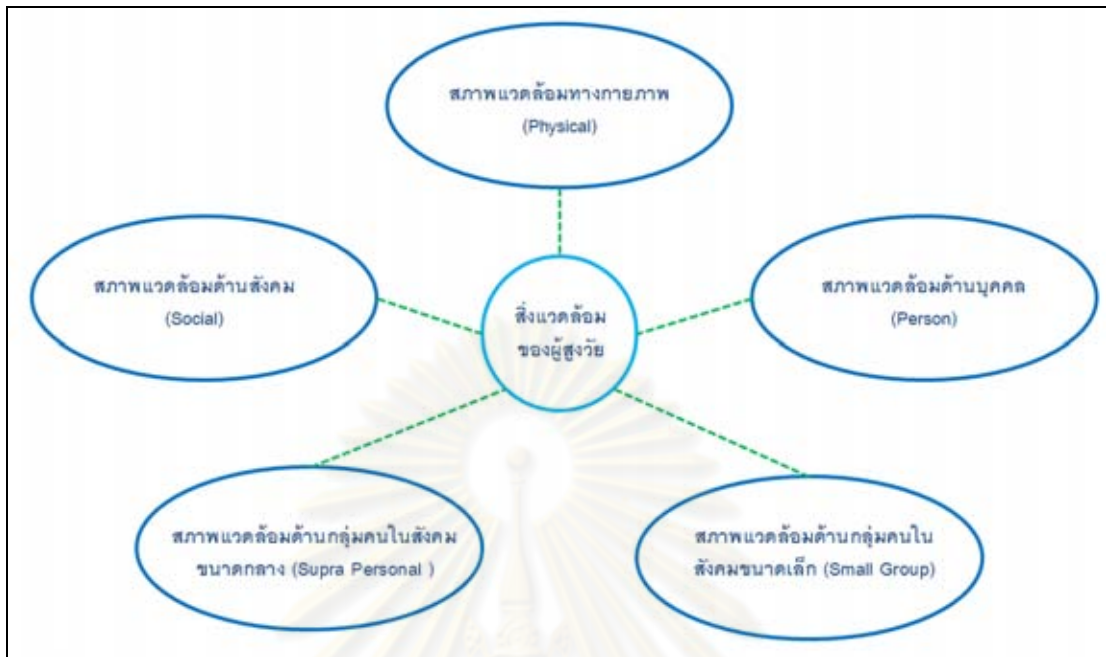 สภาพแวดล้อมทางกายภาพ
(Physical)
สภาพแวดล้อมด้านสังคม
(Social)
สิ่งแวดล้อม
ของผู้สูงวัย
สภาพแวดล้อมด้านบุคคล
(Person)
สภาพแวดล้อมด้านกลุ่มคนในสังคม
ขนาดกลาง (Supra Personal )
สภาพแวดล้อมด้านกลุ่มคนใน
สังคมขนาดเล็ก (Small Group)